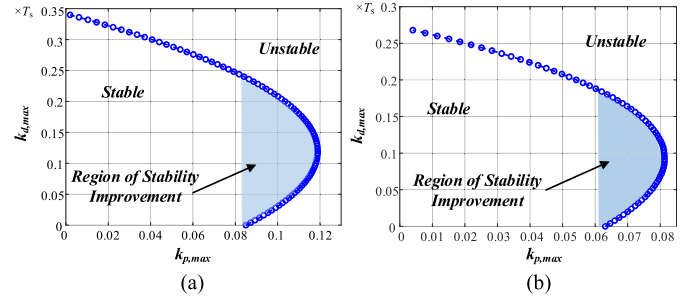 ×Tₛ
0.35
0.3
0.25
0.2
0.15
0.1
0.05
0
k_d,max
Unstable
Stable
Region of Stability
Improvement
0 0.02 0.04 0.06 0.08 0.10 0.12
k_p,max
(a)
×Tₛ
0.3
0.25
0.2
0.15
0.1
0.05
0
k_d,max
Unstable
Stable
Region of Stability
Improvement
0.01 0.01 0.02 0.03 0.04 0.05 0.06 0.07 0.08
k_p,max
(b)